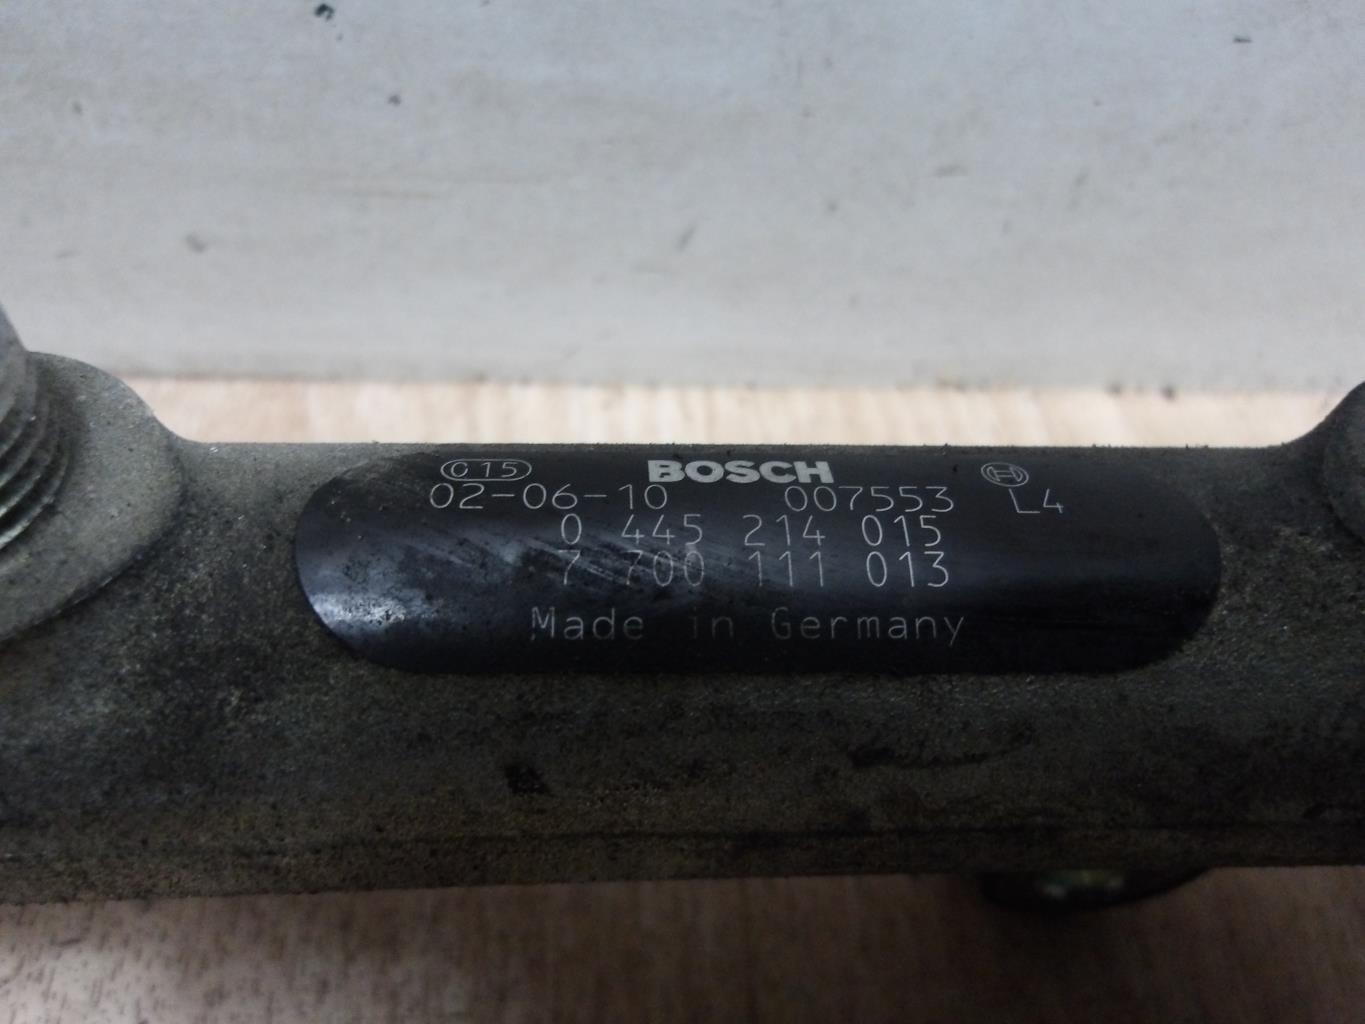 015 BOSCH
02-06-10 007553 L4
0 445 214 015
7 700 111 013
Made in Germany